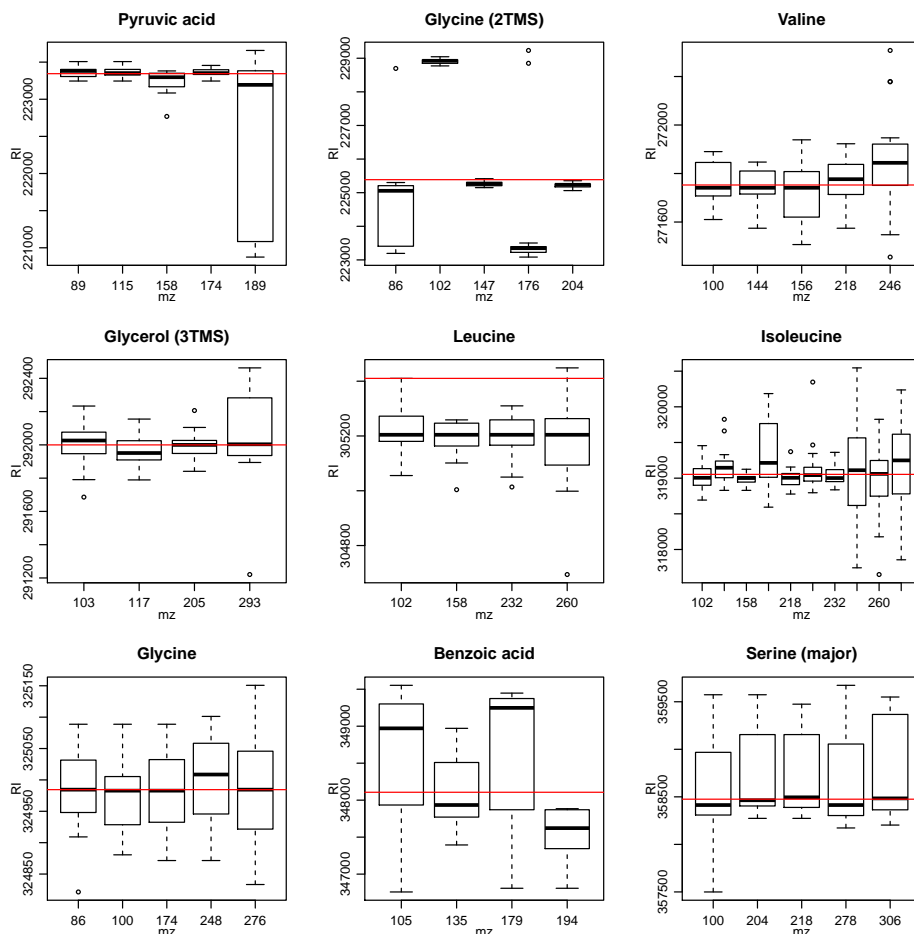 Pyruvic acid
RI
223000
222000
221000
89 115 158 174 189
mz
Glycine (2TMS)
RI
229000
227000
225000
223000
86 102 147 176 204
mz
Valine
RI
272000
271600
100 144 156 218 246
mz
Glycerol (3TMS)
RI
292400
292000
291600
291200
103 117 205 293
mz
Leucine
RI
305200
304800
102 158 232 260
mz
Isoleucine
RI
320000
319000
318000
102 158 218 232 260
mz
Glycine
RI
325150
325050
324950
324850
86 100 174 248 276
mz
Benzoic acid
RI
349000
348000
347000
105 135 179 194
mz
Serine (major)
RI
359500
358500
357500
100 204 218 278 306
mz